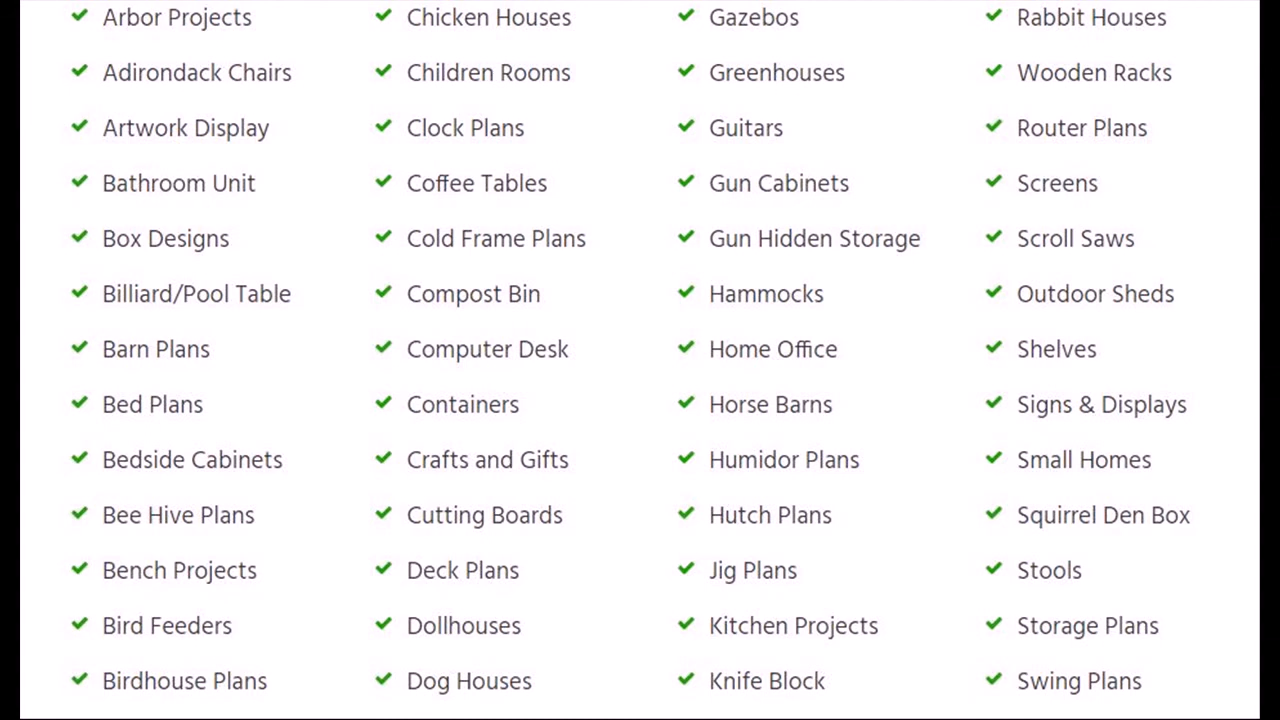 Arbor Projects
Adirondack Chairs
Artwork Display
Bathroom Unit
Box Designs
Billiard/Pool Table
Barn Plans
Bed Plans
Bedside Cabinets
Bee Hive Plans
Bench Projects
Bird Feeders
Birdhouse Plans
Chicken Houses
Children Rooms
Clock Plans
Coffee Tables
Cold Frame Plans
Compost Bin
Computer Desk
Containers
Crafts and Gifts
Cutting Boards
Deck Plans
Dollhouses
Dog Houses
Gazebos
Greenhouses
Guitars
Gun Cabinets
Gun Hidden Storage
Hammocks
Home Office
Horse Barns
Humidor Plans
Hutch Plans
Jig Plans
Kitchen Projects
Knife Block
Rabbit Houses
Wooden Racks
Router Plans
Screens
Scroll Saws
Outdoor Sheds
Shelves
Signs & Displays
Small Homes
Squirrel Den Box
Stools
Storage Plans
Swing Plans